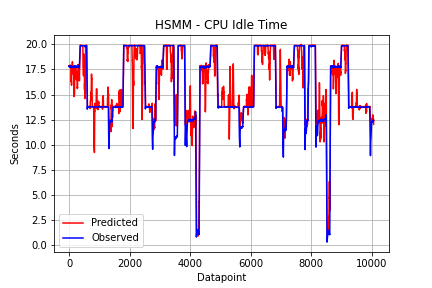 HSMM - CPU Idle Time
20.0
17.5
15.0
12.5
10.0
7.5
5.0
2.5
0.0
Seconds
Predicted
Observed
0 2000 4000 6000 8000 10000
Datapoint